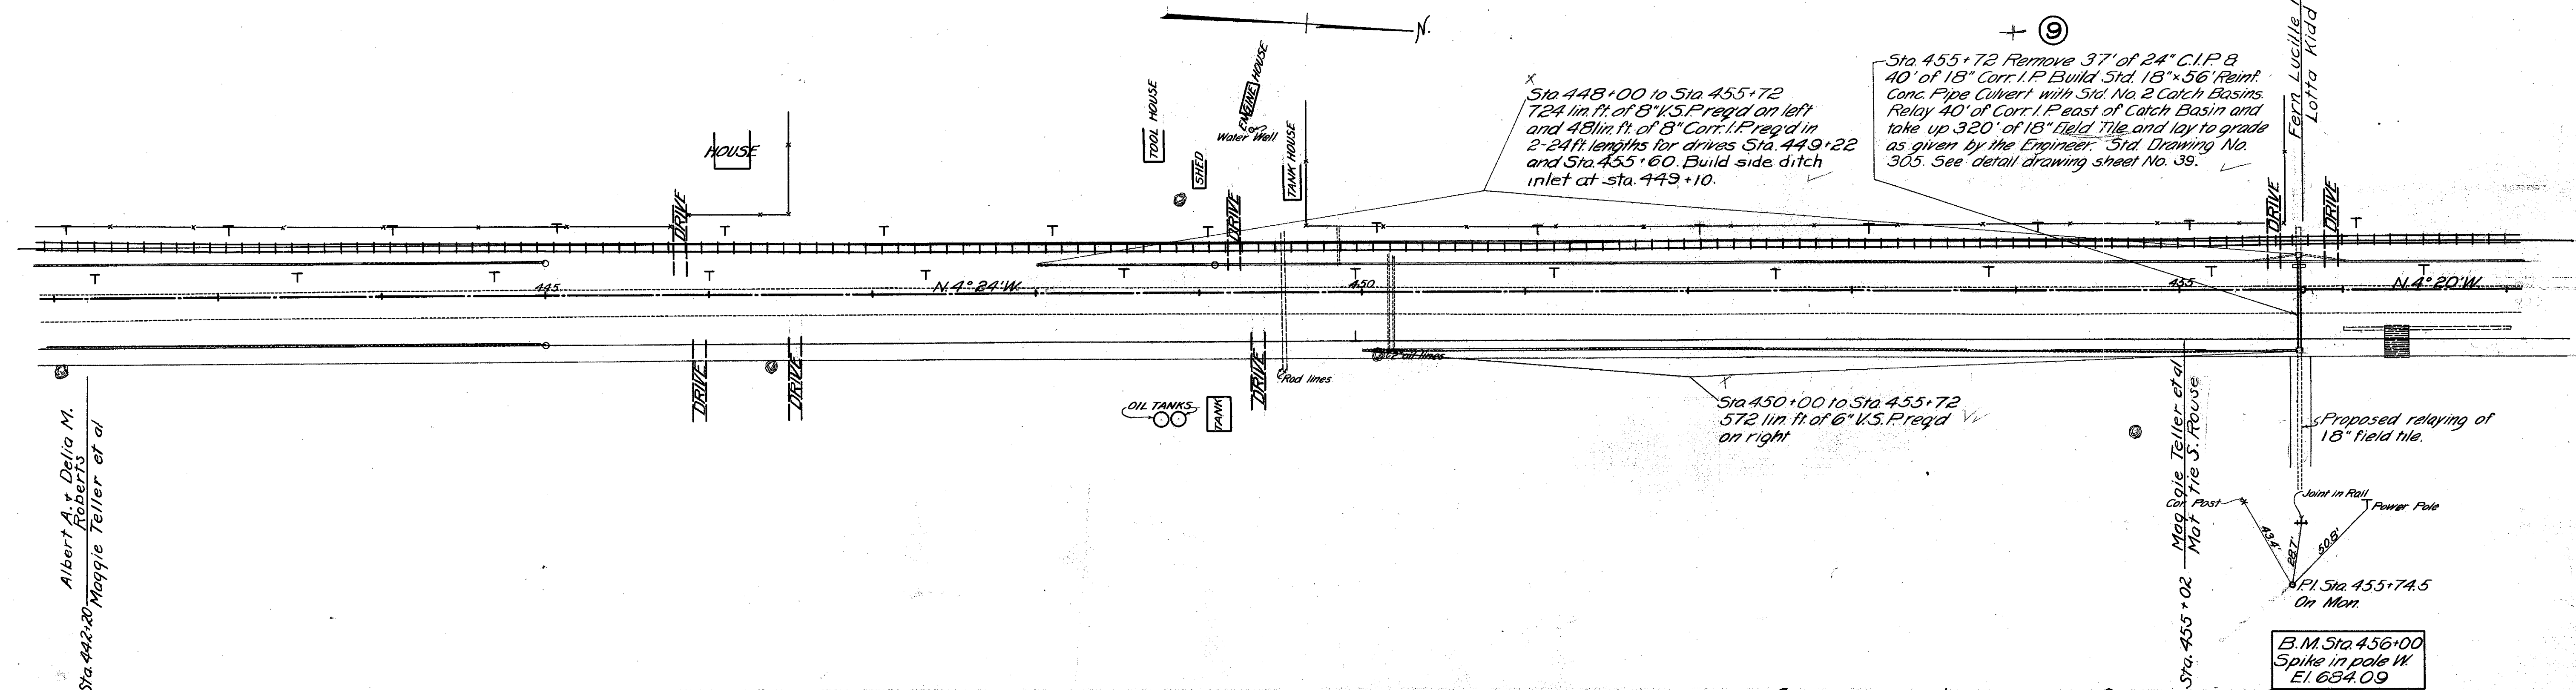 N.
+ 9
Sta. 448+00 to Sta. 455+72
724 lin. ft. of 8" V.S.P. req'd on left
and 48 lin. ft. of 8" Corr. I.P. req'd in
2-24 ft. lengths for drives Sta. 449+22
and Sta. 455+60. Build side ditch
inlet at sta. 449+10.
Sta. 455+72 Remove 37' of 24" C.I.P. &
40' of 18" Corr. I.P. Build Std. 18"x56' Reinf.
Conc. Pipe Culvert with Std. No. 2 Catch Basins.
Relay 40' of Corr. I.P. east of Catch Basin and
take up 320' of 18" Field Tile and lay to grade
as given by the Engineer. Std. Drawing No.
305. See detail drawing sheet No. 39.
Fern Lucille
Lotta Kidd
HOUSE
TOOL HOUSE
SHED
ENGINE HOUSE
Water Well
TANK HOUSE
DRIVE
DRIVE
DRIVE
DRIVE
445
N. 4° 24' W.
450
455
N. 4° 20' W.
DRIVE
DRIVE
DRIVE
Rod lines
2" oil lines
OIL TANKS
TANK
Sta. 450+00 to Sta. 455+72
572 lin. ft. of 6" V.S.P. req'd
on right
Albert A. & Delia M.
Roberts
Maggie Teller et al
Sta. 442+20
Maggie Teller et al
Mattie S. Rouse
Sta. 455+02
Proposed relaying of
18" field tile.
Joint in Rail
Cor. Post
Power Pole
43.4'
28.7'
50.8'
P.I. Sta. 455+74.5
On Mon.
B.M. Sta. 456+00
Spike in pole W.
El. 684.09